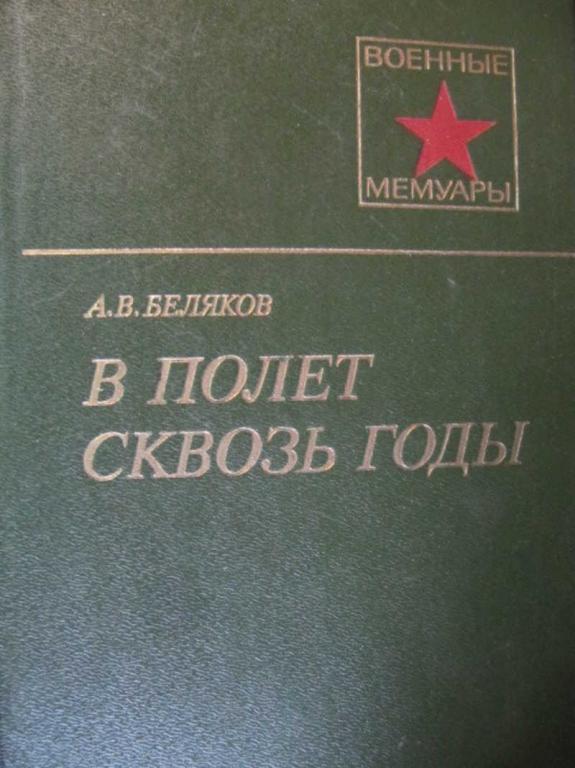 ВОЕННЫЕ
МЕМУАРЫ
А.В.БЕЛЯКОВ
В ПОЛЕТ
СКВОЗЬ ГОДЫ